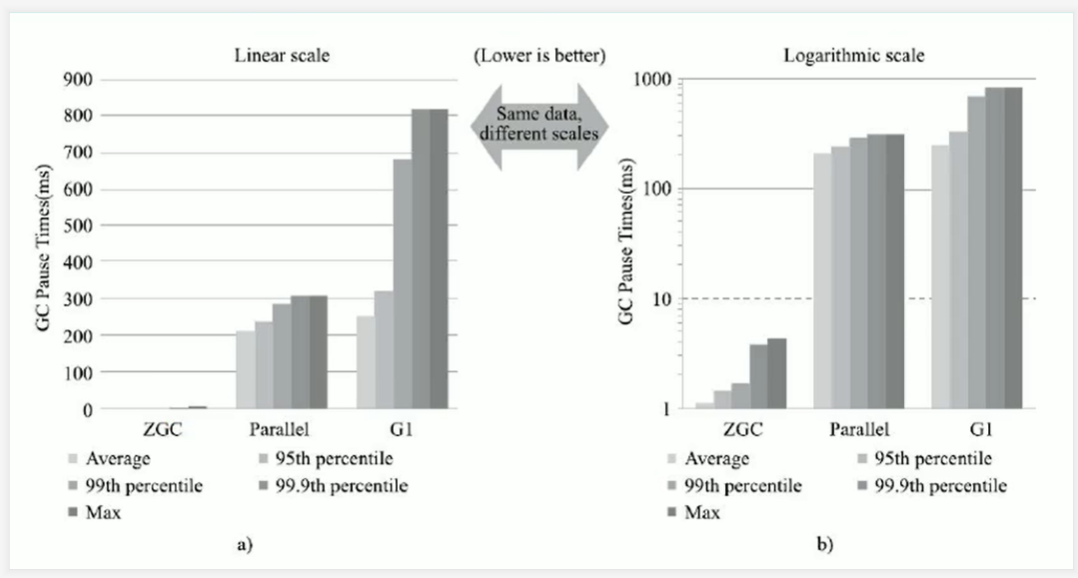 Linear scale
(Lower is better)
Logarithmic scale
Same data,
different scales
GC Pause Times(ms)
900
800
700
600
500
400
300
200
100
0
ZGC
Parallel
G1
Average
95th percentile
99th percentile
99.9th percentile
Max
a)
GC Pause Times(ms)
1000
100
10
1
ZGC
Parallel
G1
Average
95th percentile
99th percentile
99.9th percentile
Max
b)